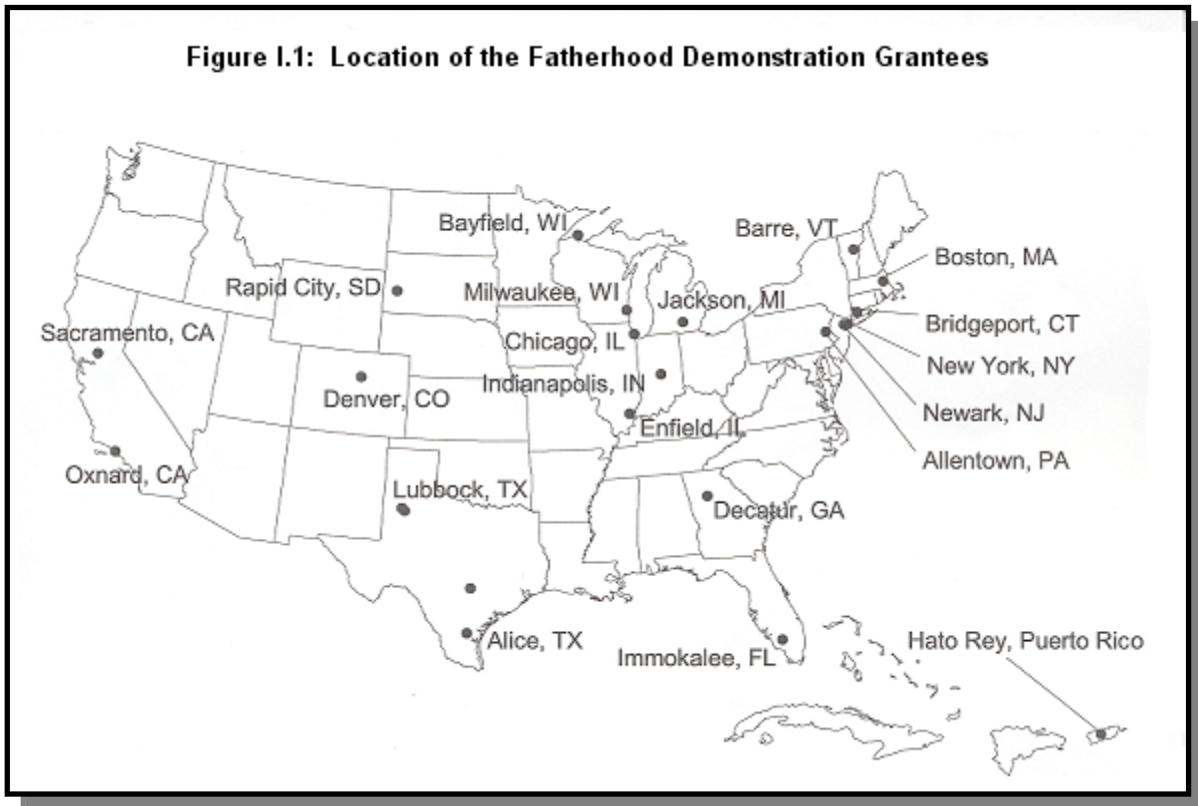 Figure I.1: Location of the Fatherhood Demonstration Grantees
Bayfield, WI
Barre, VT
Boston, MA
Rapid City, SD
Milwaukee, WI
Jackson, MI
Sacramento, CA
Bridgeport, CT
Chicago, IL
New York, NY
Indianapolis, IN
Denver, CO
Newark, NJ
Enfield, IL
Allentown, PA
Oxnard, CA
Lubbock, TX
Decatur, GA
Alice, TX
Hato Rey, Puerto Rico
Immokalee, FL